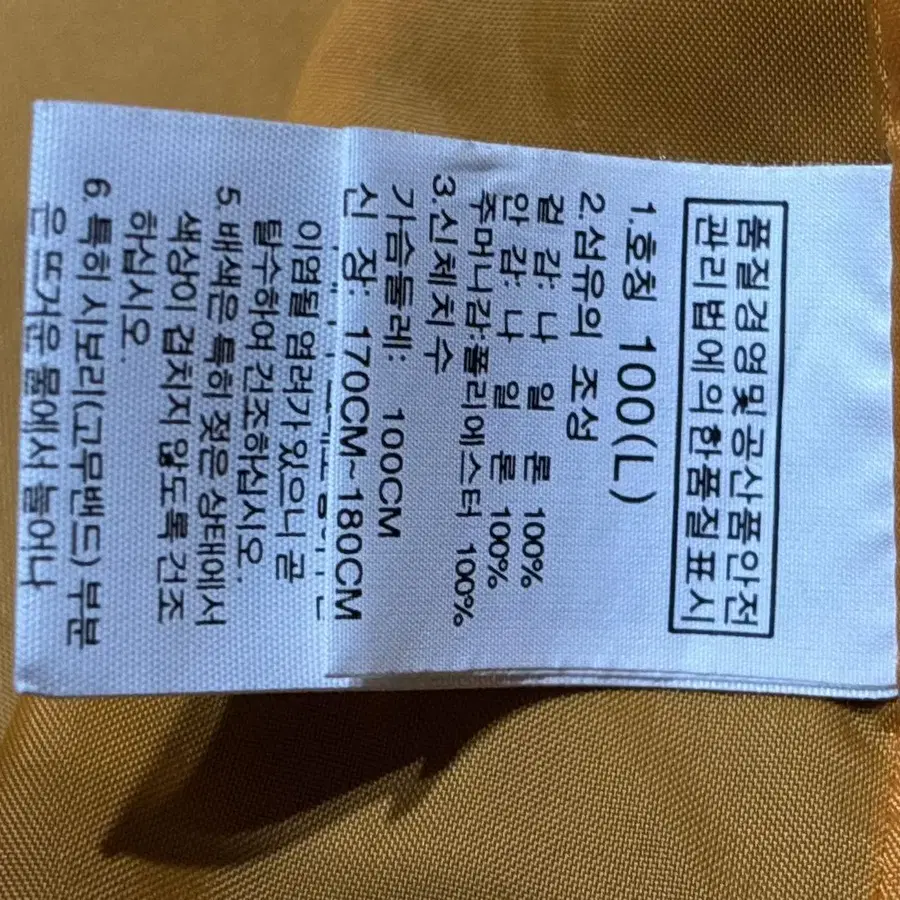 품질경영및공산품안전
관리법에의한품질표시
1.호칭 100(L)
2.섬유의 조성
겉 감: 나 일 론 100%
안 감: 나 일 론 100%
주머니감:폴리에스터 100%
3.신체치수
가슴둘레: 100CM
신 장: 170CM~180CM
이염될 염려가 있으니 곧
탈수하여 건조하십시오.
5. 배색은 특히 젖은 상태에서
색상이 겹치지 않도록 건조
하십시오.
6. 특히 시보리(고무밴드) 부분
은 뜨거운 물에서 늘어나